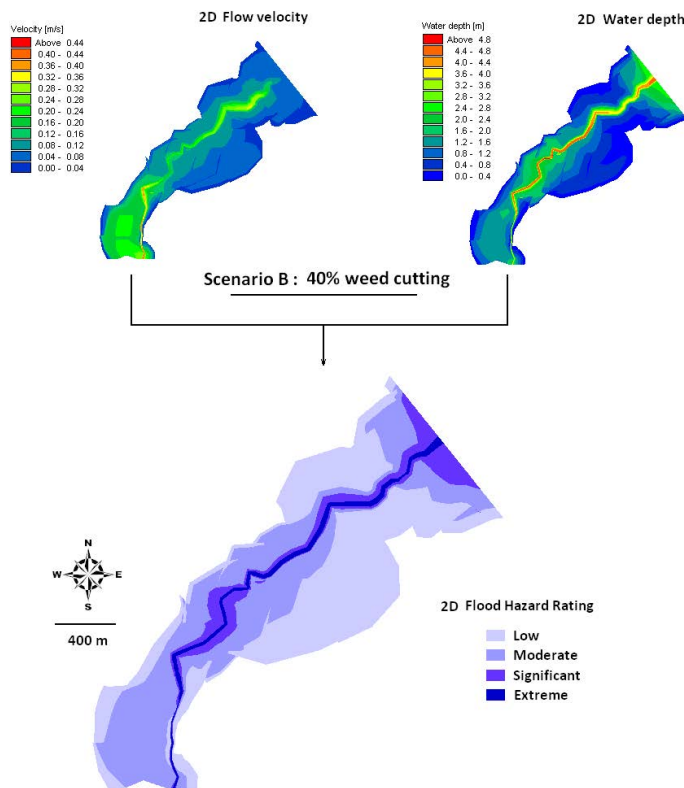 2D Flow velocity
Velocity [m/s]
Above 0.44
0.40 - 0.44
0.36 - 0.40
0.32 - 0.36
0.28 - 0.32
0.24 - 0.28
0.20 - 0.24
0.16 - 0.20
0.12 - 0.16
0.08 - 0.12
0.04 - 0.08
0.00 - 0.04
2D Water depth
Water depth [m]
Above 4.8
4.4 - 4.8
4.0 - 4.4
3.6 - 4.0
3.2 - 3.6
2.8 - 3.2
2.4 - 2.8
2.0 - 2.4
1.6 - 2.0
1.2 - 1.6
0.8 - 1.2
0.4 - 0.8
0.0 - 0.4
Scenario B : 40% weed cutting
N
W E
S
400 m
2D Flood Hazard Rating
Low
Moderate
Significant
Extreme